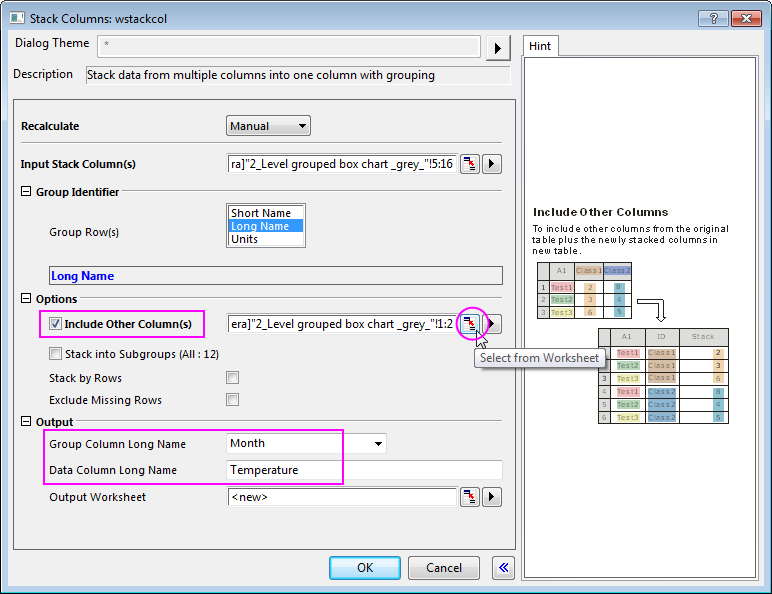 Stack Columns: wstackcol
?
Dialog Theme *
Description Stack data from multiple columns into one column with grouping
Recalculate Manual
Input Stack Column(s) ra]"2_Level grouped box chart _grey_"!5:16
Group Identifier
Group Row(s)
Short Name
Long Name
Units
Long Name
Options
Include Other Column(s) era]"2_Level grouped box chart _grey_"!1:2
Select from Worksheet
Stack into Subgroups (All : 12)
Stack by Rows
Exclude Missing Rows
Output
Group Column Long Name Month
Data Column Long Name Temperature
Output Worksheet <new>
OK Cancel «
Hint
Include Other Columns
To include other columns from the original
table plus the newly stacked columns in
new table.
A1 Class1 Class2
1 Test1 2 8
2 Test2 3 4
3 Test3 6 5
A1 ID Stack
Test1 Class1 2
Test2 Class1 3
3 Test3 Class1 6
4 Test1 Class2 8
5 Test2 Class2 4
6 Test3 Class2 5